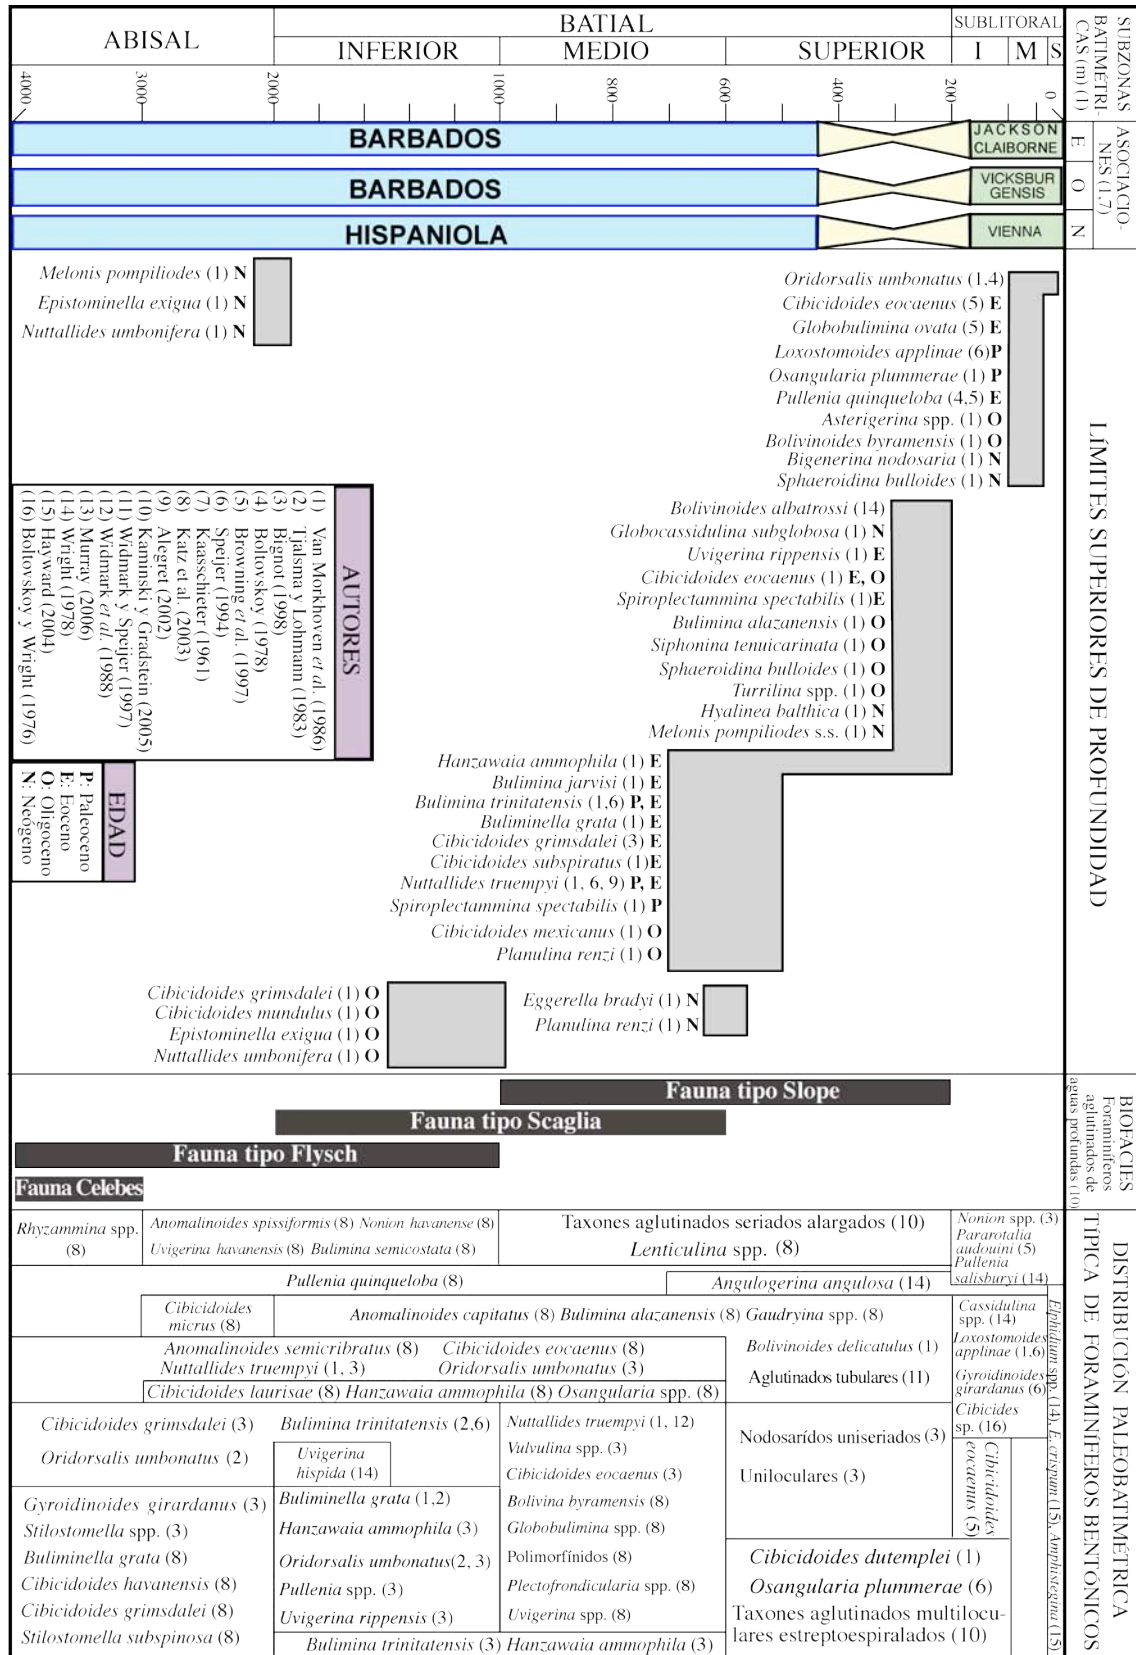 ABISAL
BATIAL
SUBLITORAL
INFERIOR
MEDIO
SUPERIOR
I
M
S
SUBZONAS
BATIMÉTRI-
CAS (m) (1)
4000
3000
2000
1000
800
600
400
200
0
BARBADOS
JACKSON
CLAIBORNE
E
BARBADOS
VICKSBUR
GENSIS
O
HISPANIOLA
VIENNA
N
ASOCIACIO-
NES (1,7)
Melonis pompiliodes (1) N
Epistominella exigua (1) N
Nuttallides umbonifera (1) N
Oridorsalis umbonatus (1,4)
Cibicidoides eocaenus (5) E
Globobulimina ovata (5) E
Loxostomoides applinae (6)P
Osangularia plummerae (1) P
Pullenia quinqueloba (4,5) E
Asterigerina spp. (1) O
Bolivinoides byramensis (1) O
Bigenerina nodosaria (1) N
Sphaeroidina bulloides (1) N
Bolivinoides albatrossi (14)
Globocassidulina subglobosa (1) N
Uvigerina rippensis (1) E
Cibicidoides eocaenus (1) E, O
Spiroplectammina spectabilis (1)E
Bulimina alazanensis (1) O
Siphonina tenuicarinata (1) O
Sphaeroidina bulloides (1) O
Turrilina spp. (1) O
Hyalinea balthica (1) N
Melonis pompiliodes s.s. (1) N
Hanzawaia ammophila (1) E
Bulimina jarvisi (1) E
Bulimina trinitatensis (1,6) P, E
Buliminella grata (1) E
Cibicidoides grimsdalei (3) E
Cibicidoides subspiratus (1)E
Nuttallides truempyi (1, 6, 9) P, E
Spiroplectammina spectabilis (1) P
Cibicidoides mexicanus (1) O
Planulina renzi (1) O
Cibicidoides grimsdalei (1) O
Cibicidoides mundulus (1) O
Epistominella exigua (1) O
Nuttallides umbonifera (1) O
Eggerella bradyi (1) N
Planulina renzi (1) N
LÍMITES SUPERIORES DE PROFUNDIDAD
AUTORES
(1) Van Morkhoven et al. (1986)
(2) Tjalsma y Lohmann (1983)
(3) Bignot (1998)
(4) Boltovskoy (1978)
(5) Browning et al. (1997)
(6) Speijer (1994)
(7) Kaasschieter (1961)
(8) Katz et al. (2003)
(9) Alegret (2002)
(10) Kaminski y Gradstein (2005)
(11) Widmark y Speijer (1997)
(12) Widmark et al. (1988)
(13) Murray (2006)
(14) Wright (1978)
(15) Hayward (2004)
(16) Boltovskoy y Wright (1976)
EDAD
P: Paleoceno
E: Eoceno
O: Oligoceno
N: Neógeno
Fauna tipo Slope
Fauna tipo Scaglia
Fauna tipo Flysch
Fauna Celebes
BIOFACIES
Foraminíferos
aglutinados de
aguas profundas (10)
Rhyzammina spp.
(8)
Anomalinoides spissiformis (8) Nonion havanense (8)
Uvigerina havanensis (8) Bulimina semicostata (8)
Taxones aglutinados seriados alargados (10)
Lenticulina spp. (8)
Nonion spp. (3)
Pararotalia
audouini (5)
Pullenia
salisburyi (14)
Pullenia quinqueloba (8)
Angulogerina angulosa (14)
Cibicidoides
micrus (8)
Anomalinoides capitatus (8) Bulimina alazanensis (8) Gaudryina spp. (8)
Cassidulina
spp. (14)
Loxostomoides
applinae (1,6)
Gyroidinoides
girardanus (6)
Cibicides
sp. (16)
Anomalinoides semicribratus (8) Cibicidoides eocaenus (8)
Nuttallides truempyi (1, 3) Oridorsalis umbonatus (3)
Bolivinoides delicatulus (1)
Aglutinados tubulares (11)
Cibicidoides laurisae (8) Hanzawaia ammophila (8) Osangularia spp. (8)
Cibicidoides grimsdalei (3)
Oridorsalis umbonatus (2)
Bulimina trinitatensis (2,6)
Uvigerina
hispida (14)
Nuttallides truempyi (1, 12)
Vulvulina spp. (3)
Cibicidoides eocaenus (3)
Bolivina byramensis (8)
Globobulimina spp. (8)
Polimorfínidos (8)
Plectofrondicularia spp. (8)
Uvigerina spp. (8)
Nodosarídos uniseriados (3)
Uniloculares (3)
Cibicidoides
eocaenus (5)
Elphidium spp. (14), E. crispum (15), Amphistegina (15)
Gyroidinoides girardanus (3)
Stilostomella spp. (3)
Buliminella grata (8)
Cibicidoides havanensis (8)
Cibicidoides grimsdalei (8)
Stilostomella subspinosa (8)
Buliminella grata (1,2)
Hanzawaia ammophila (3)
Oridorsalis umbonatus(2, 3)
Pullenia spp. (3)
Uvigerina rippensis (3)
Bulimina trinitatensis (3) Hanzawaia ammophila (3)
Cibicidoides dutemplei (1)
Osangularia plummerae (6)
Taxones aglutinados multilocu-
lares estreptoespiralados (10)
DISTRIBUCIÓN PALEOBATIMÉTRICA
TÍPICA DE FORAMINÍFEROS BENTÓNICOS